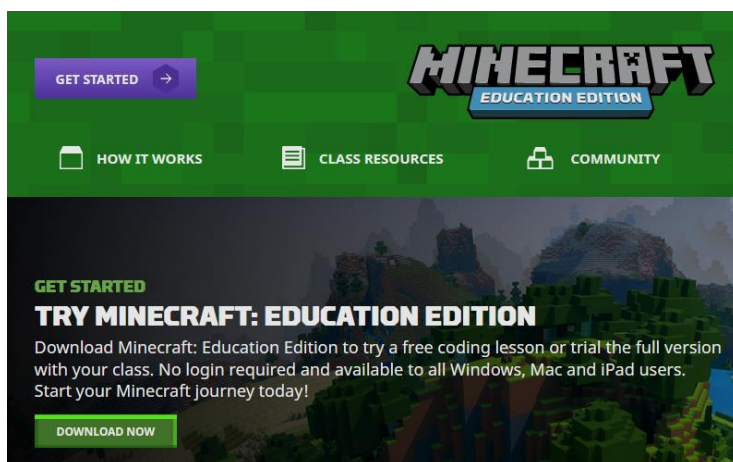 GET STARTED
MINECRAFT
EDUCATION EDITION
HOW IT WORKS
CLASS RESOURCES
COMMUNITY
GET STARTED
TRY MINECRAFT: EDUCATION EDITION
Download Minecraft: Education Edition to try a free coding lesson or trial the full version
with your class. No login required and available to all Windows, Mac and iPad users.
Start your Minecraft journey today!
DOWNLOAD NOW